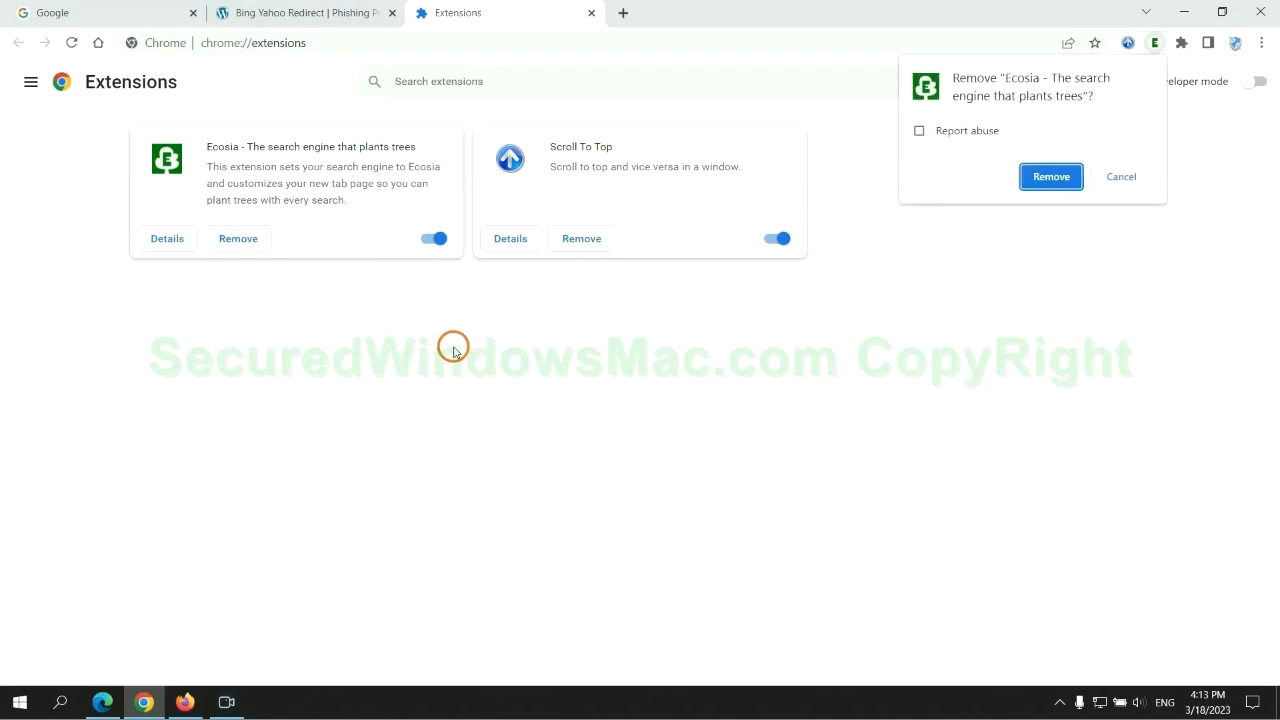 Google
Bing Yahoo Redirect | Phishing Pu
Extensions
Chrome | chrome://extensions
Extensions
Search extensions
eloper mode
Remove "Ecosia - The search
engine that plants trees"?
Report abuse
Remove
Cancel
Ecosia - The search engine that plants trees
This extension sets your search engine to Ecosia
and customizes your new tab page so you can
plant trees with every search.
Details
Remove
Scroll To Top
Scroll to top and vice versa in a window.
Details
Remove
SecuredWindowsMac.com CopyRight
ENG
4:13 PM
3/18/2023